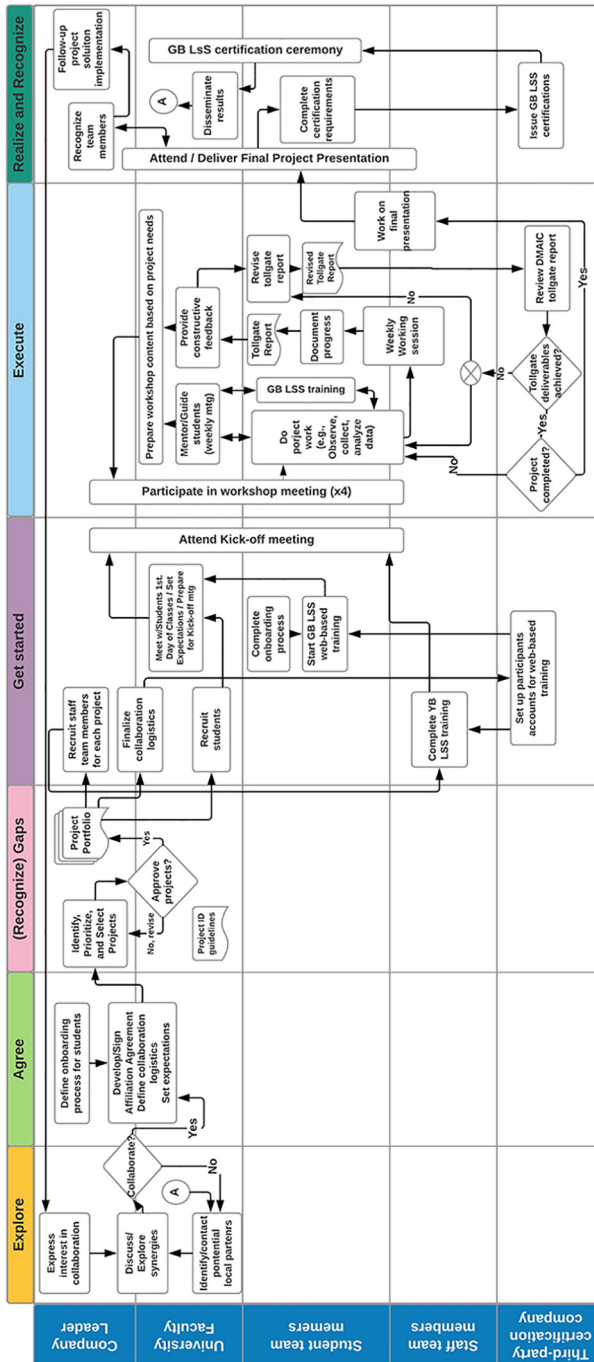 Explore
Agree
(Recognize) Gaps
Get started
Execute
Realize and Recognize
Company
Leader
Express
interest in
collaboration
Define onboarding
process for students
Identify,
Prioritize,
and Select
Projects
Project
Portfolio
Recruit staff
team members
for each project
Finalize
collaboration
logistics
Recognize
team
members
Follow-up
project
soluiton
implementation
University
Faculty
Discuss/
Explore
synergies
Collaborate?
Yes
No
A
Identify/contact
pontential
local partenrs
Develop/Sign
Affiliation Agreement
Define collaboration
logistics
Set expectations
No, revise
Approve
projects?
Yes
Project ID
guidelines
Recruit
students
Meet w/Students 1st.
Day of Classes / Set
Expectations / Prepare
for Kick-off mtg
Attend Kick-off meeting
Prepare workshop content based on project needs
Mentor/Guide
students
(weekly mtg)
Provide
constructive
feedback
Participate in workshop meeting (x4)
Attend / Deliver Final Project Presentation
A
Disseminate
results
GB LsS certification ceremony
Student team
memers
Complete
onboarding
process
Start GB LSS
web-based
training
Do
porject work
(e.g.,
Observe,
collect,
analyze
data)
GB LSS training
Tollgate
Report
Document
progress
Revise
tollgate
report
Revised
Tollgate
Report
Complete
certification
requirements
Staff team
members
Complete YB
LSS training
Weekly
Working
session
No
No
Work on
final
presentation
Third-party
certification
company
Set up participants
accounts for web-based
training
Project
completed?
Yes
Tollgate
deliverables
achieved?
No
Review DMAIC
tollgate report
Yes
Issue GB LSS
certifications